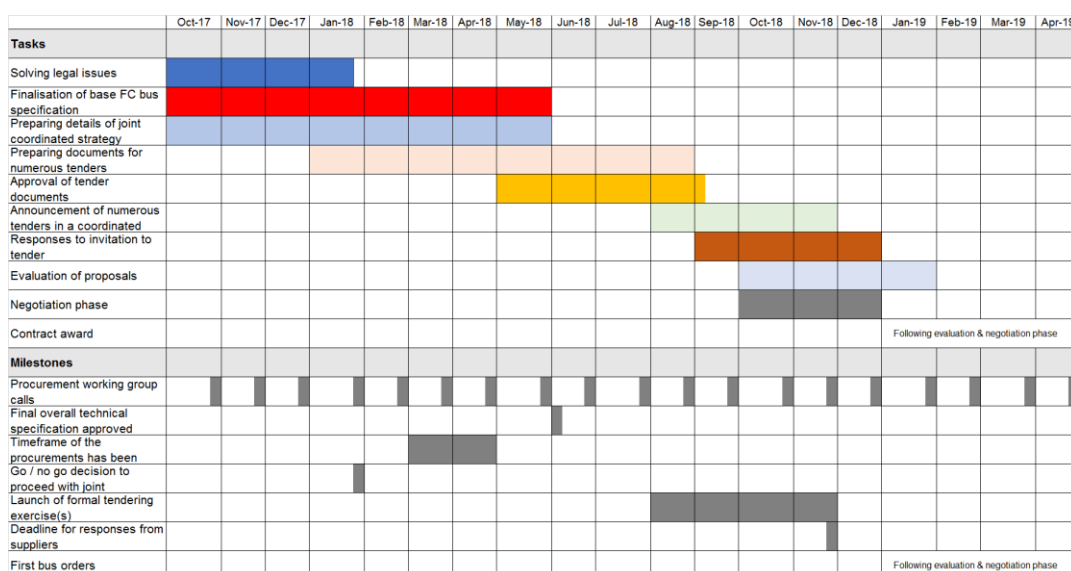 Oct-17 Nov-17 Dec-17 Jan-18 Feb-18 Mar-18 Apr-18 May-18 Jun-18 Jul-18 Aug-18 Sep-18 Oct-18 Nov-18 Dec-18 Jan-19 Feb-19 Mar-19 Apr-19
Tasks
Solving legal issues
Finalisation of base FC bus
specification
Preparing details of joint
coordinated strategy
Preparing documents for
numerous tenders
Approval of tender
documents
Announcement of numerous
tenders in a coordinated
Responses to invitation to
tender
Evaluation of proposals
Negotiation phase
Contract award Following evaluation & negotiation phase
Milestones
Procurement working group
calls
Final overall technical
specification approved
Timeframe of the
procurements has been
Go / no go decision to
proceed with joint
Launch of formal tendering
exercise(s)
Deadline for responses from
suppliers
First bus orders Following evaluation & negotiation phase